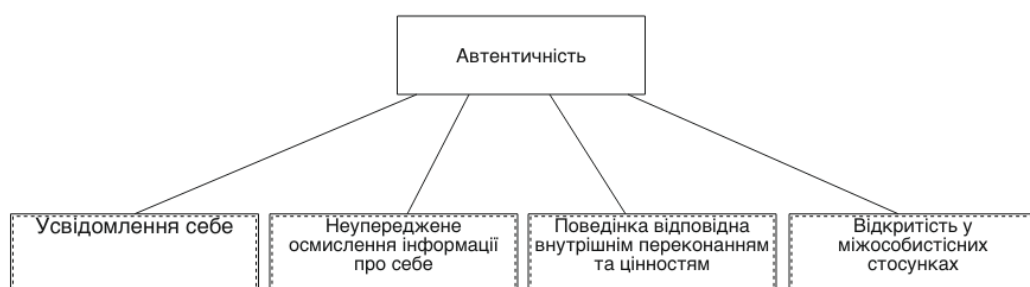 Автентичність
Усвідомлення себе
Неупереджене
осмислення інформації
про себе
Поведінка відповідна
внутрішнім переконанням
та цінностям
Відкритість у
міжособистісних
стосунках